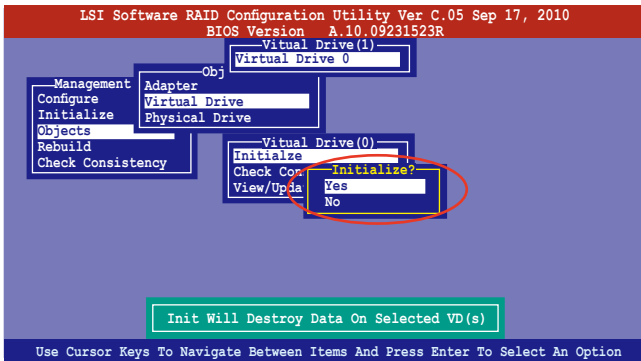 LSI Software RAID Configuration Utility Ver C.05 Sep 17, 2010
BIOS Version A.10.09231523R
Vitual Drive(1)
Virtual Drive 0
Obj
Adapter
Virtual Drive
Physical Drive
Management
Configure
Initialize
Objects
Rebuild
Check Consistency
Vitual Drive(0)
Initialze
Check Con
View/Upda
Initialize?
Yes
No
Init Will Destroy Data On Selected VD(s)
Use Cursor Keys To Navigate Between Items And Press Enter To Select An Option